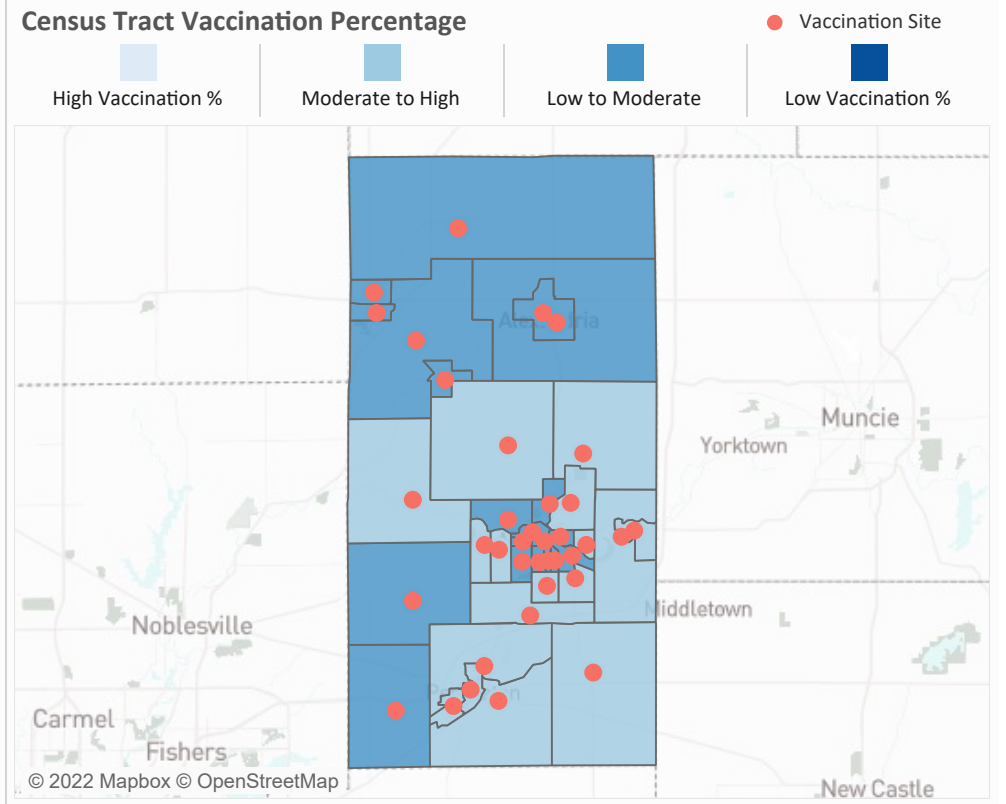 Census Tract Vaccination Percentage
Vaccination Site
High Vaccination %
Moderate to High
Low to Moderate
Low Vaccination %
Alexandria
Muncie
Yorktown
Middletown
Noblesville
Carmel
Fishers
New Castle
© 2022 Mapbox © OpenStreetMap